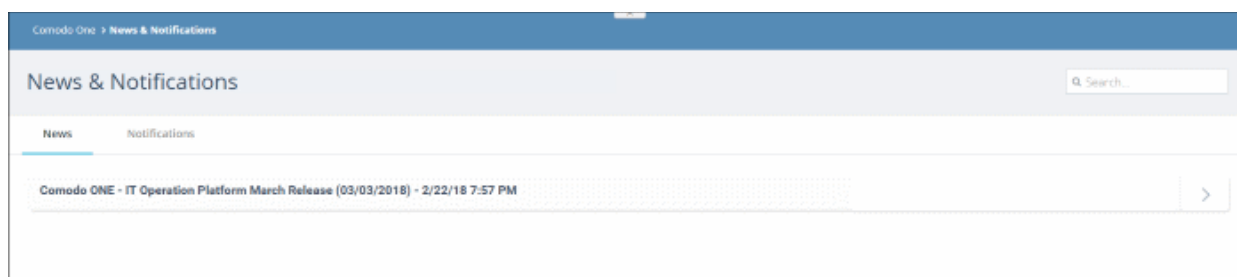 Comodo One > News & Notifications
News & Notifications
Search...
News Notifications
Comodo ONE - IT Operation Platform March Release (03/03/2018) - 2/22/18 7:57 PM